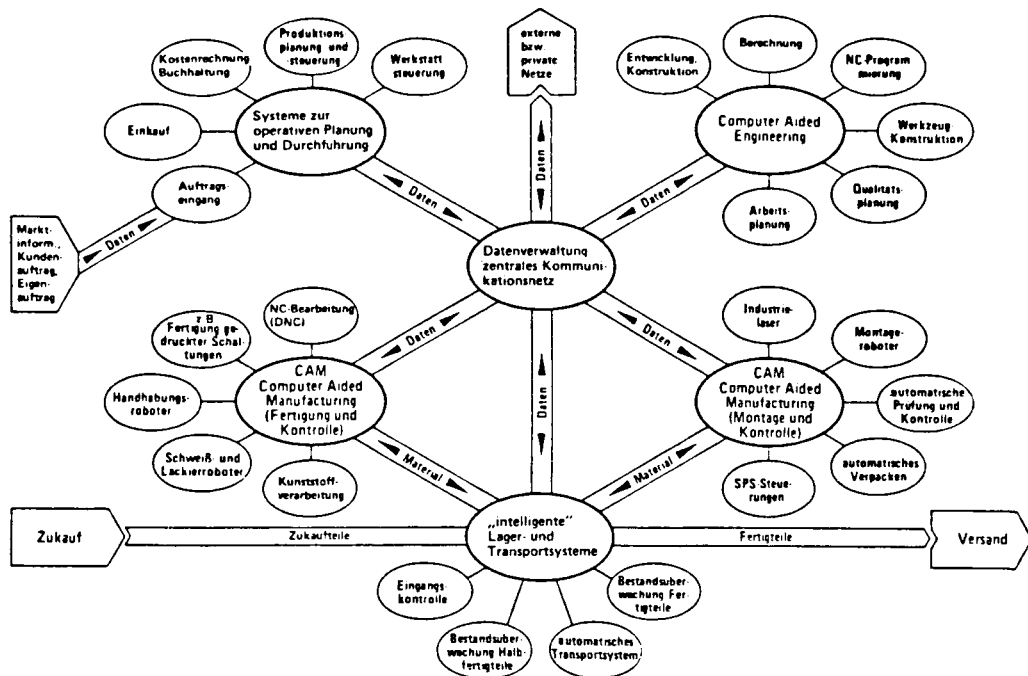 Produktions
planung und
-steuerung
Kostenrechnung
Buchhaltung
Werkstatt
steuerung
Einkauf
Systeme zur
operativen Planung
und Durchführung
Auftrags-
eingang
Markt-
inform.,
Kunden-
auftrag,
Eigen-
auftrag
Daten
Daten
externe
bzw.
private
Netze
Daten
Berechnung
Entwicklung,
Konstruktion
NC-Program
mierung
Computer Aided
Engineering
Werkzeug-
Konstruktion
Qualitäts-
planung
Arbeits-
planung
Daten
Datenverwaltung
zentrales Kommuni-
kationsnetz
NC-Bearbeitung
(DNC)
z.B
Fertigung ge-
druckter Schal-
tungen
Daten
CAM
Computer Aided
Manufacturing
(Fertigung und
Kontrolle)
Handhabungs-
roboter
Schweiß- und
Lackierroboter
Kunststoff-
verarbeitung
Material
Daten
Daten
Industrie-
laser
Montage-
roboter
CAM
Computer Aided
Manufacturing
(Montage und
Kontrolle)
automatische
Prüfung und
Kontrolle
automatisches
Verpacken
SPS-Steue-
rungen
Material
Zukauf
Zukaufteile
„intelligente"
Lager- und
Transportsysteme
Fertigteile
Versand
Eingangs-
kontrolle
Bestandsüber-
wachung Halb-
fertigteile
automatisches
Transportsystem
Bestandsüber-
wachung Fer-
tigteile